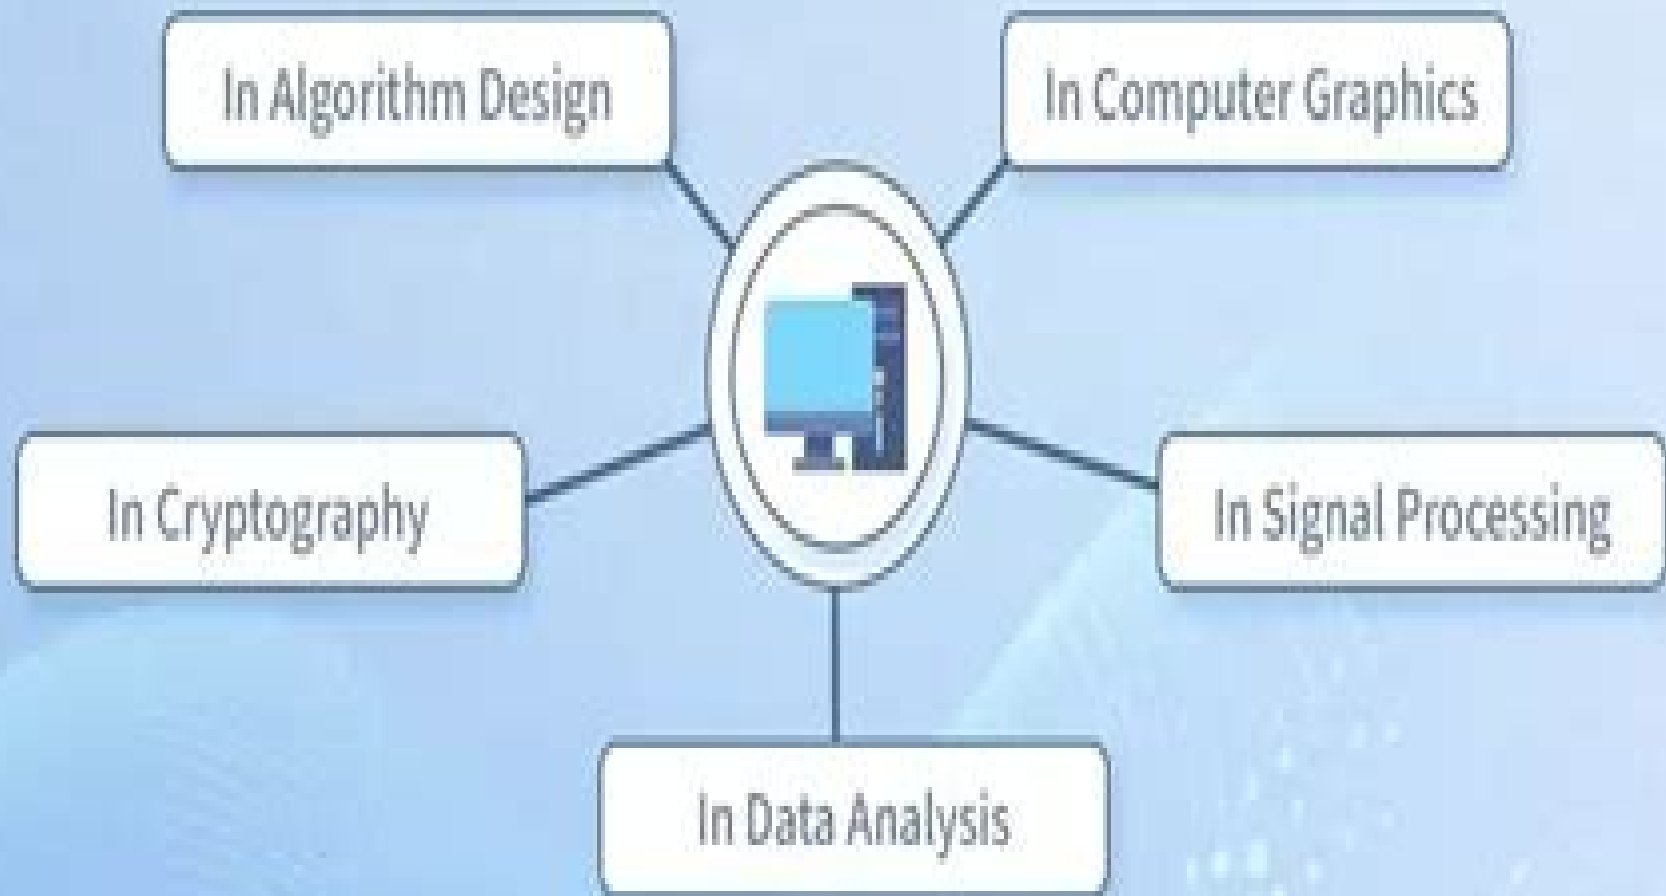 In Algorithm Design
In Computer Graphics
In Cryptography
In Signal Processing
In Data Analysis